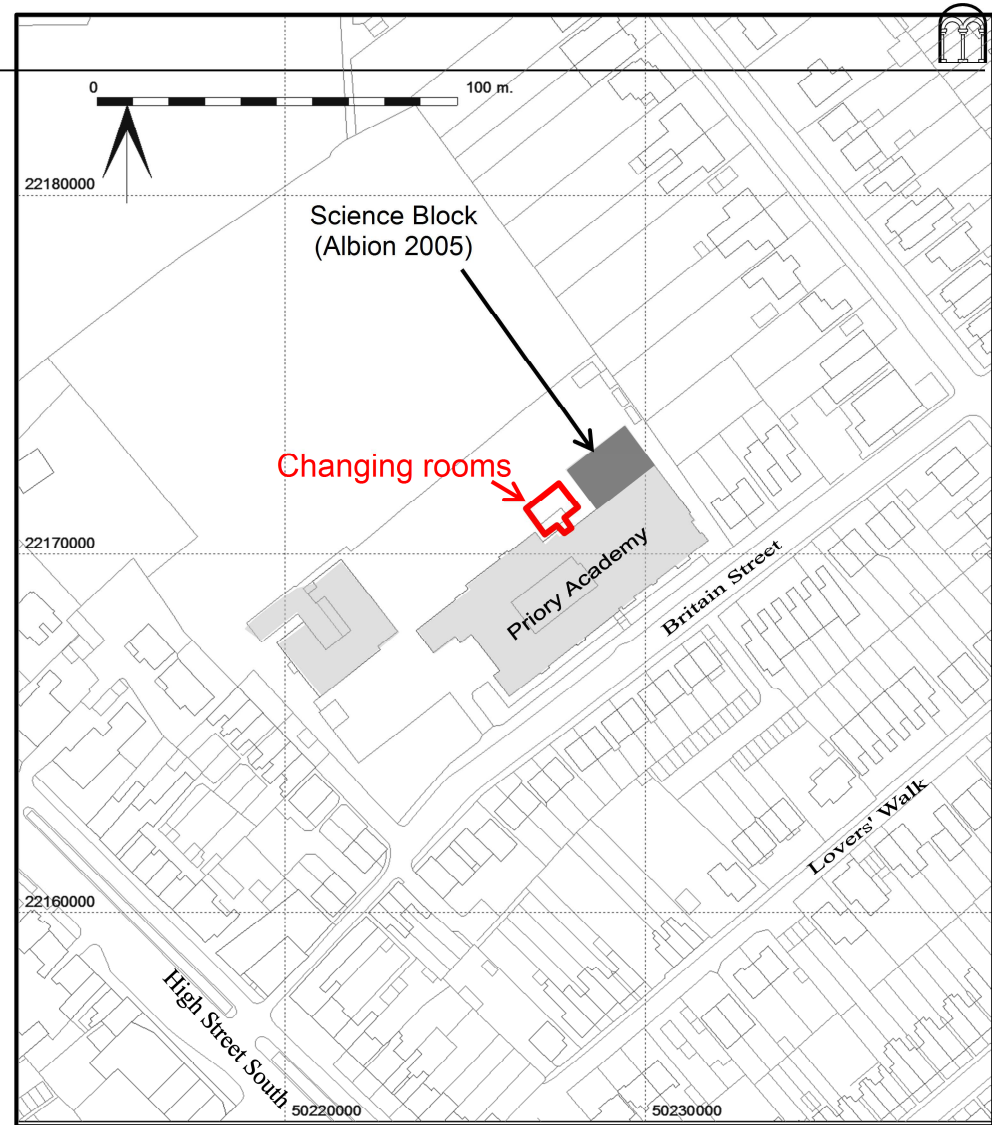 0 100 m.
22180000
Science Block
(Albion 2005)
Changing rooms
22170000
Priory Academy
Britain Street
Lovers' Walk
22160000
High Street South
50220000 50230000